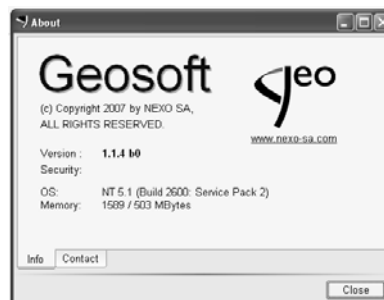 About
Geosoft
geo
(c) Copyright 2007 by NEXO SA,
ALL RIGHTS RESERVED.
www.nexo-sa.com
Version : 1.1.4 b0
Security:
OS: NT 5.1 (Build 2600: Service Pack 2)
Memory: 1589 / 503 MBytes
Info Contact
Close